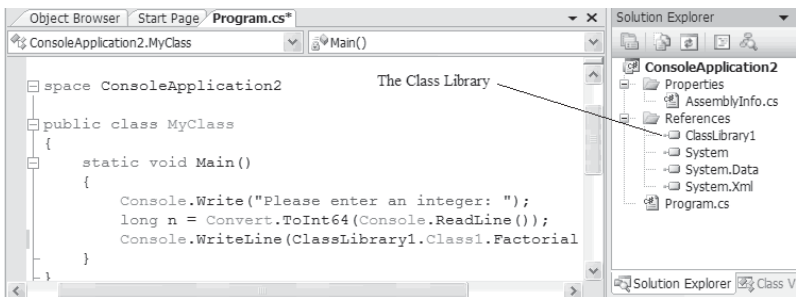 Object Browser Start Page Program.cs*
ConsoleApplication2.MyClass Main()
space ConsoleApplication2
The Class Library
public class MyClass
{
static void Main()
{
Console.Write("Please enter an integer: ");
long n = Convert.ToInt64(Console.ReadLine());
Console.WriteLine(ClassLibrary1.Class1.Factorial
}
}
Solution Explorer
ConsoleApplication2
Properties
AssemblyInfo.cs
References
ClassLibrary1
System
System.Data
System.Xml
Program.cs
Solution Explorer Class V